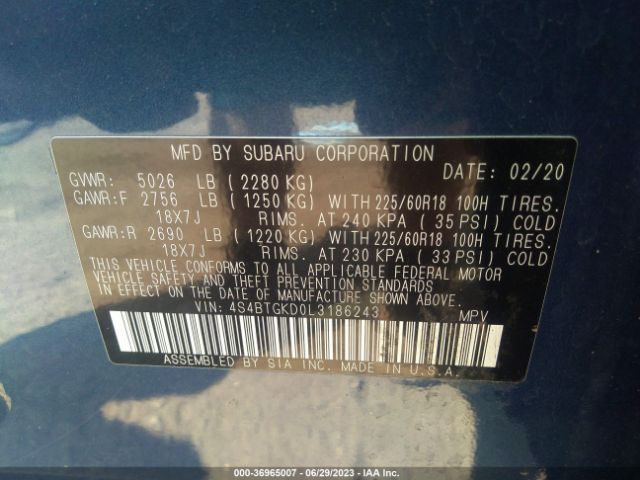 MFD BY SUBARU CORPORATION DATE: 02/20
GVWR: 5026 LB ( 2280 KG)
GAWR:F 2756 LB ( 1250 KG) WITH 225/60R18 100H TIRES.
18X7J RIMS. AT 240 KPA ( 35 PSI) COLD
GAWR:R 2690 LB ( 1220 KG) WITH 225/60R18 100H TIRES.
18X7J RIMS. AT 230 KPA ( 33 PSI) COLD
THIS VEHICLE CONFORMS TO ALL APPLICABLE FEDERAL MOTOR
VEHICLE SAFETY AND THEFT PREVENTION STANDARDS
IN EFFECT ON THE DATE OF MANUFACTURE SHOWN ABOVE.
VIN: 4S4BTGKD0L3186243 MPV
ASSEMBLED BY SIA INC. MADE IN U.S.A.
000-36965007 - 06/29/2023 - IAA Inc.